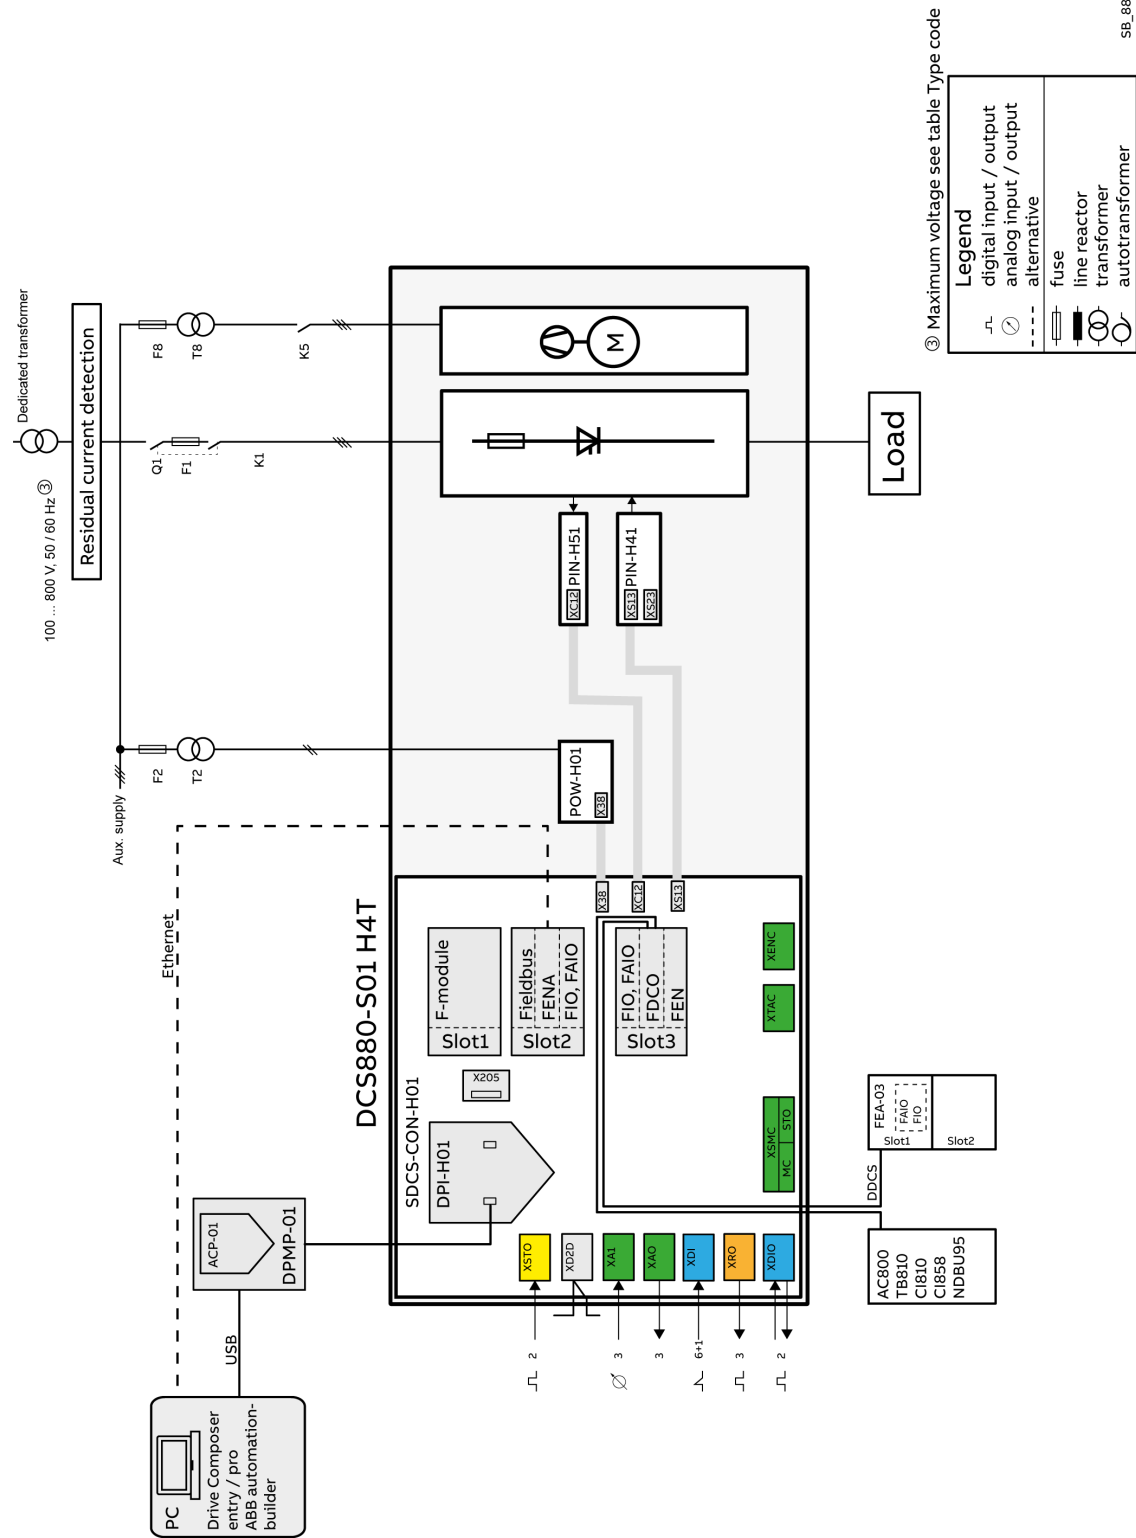 Dedicated transformer
100 ... 800 V, 50 / 60 Hz ③
Residual current detection
Aux. supply
F2
T2
Q1
F1
K1
F8
T8
K5
Ethernet
PC
Drive Composer
entry / pro
ABB automation-
builder
USB
ACP-01
DPMP-01
DCS880-S01 H4T
SDCS-CON-H01
DPI-H01
X205
F-module
Slot1
Fieldbus
FENA
FIO, FAIO
Slot2
FIO, FAIO
FDCO
FEN
Slot3
X38
XC12
XS13
POW-H01
X38
PIN-H51
XC12
PIN-H41
XS13
XS23
M
Load
XSTO
XD2D
XA1
XAO
XDI
XRO
XDIO
2
3
3
6+1
3
2
XSMC
MC
STO
XTAC
XENC
DDCS
FEA-03
FAIO
FIO
Slot1
Slot2
AC800
TB810
CI810
CI858
NDBU95
③ Maximum voltage see table Type code
Legend
digital input / output
analog input / output
alternative
fuse
line reactor
transformer
autotransformer